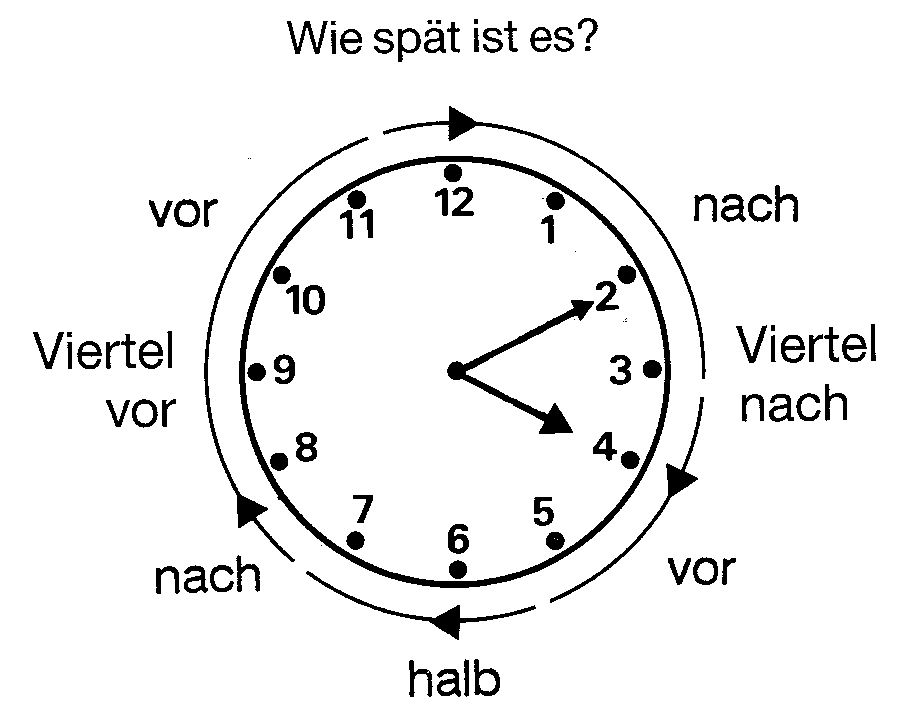 Wie spät ist es?
12
11
1
vor
nach
10
2
Viertel
vor
9
3
Viertel
nach
8
4
7
5
6
nach
vor
halb